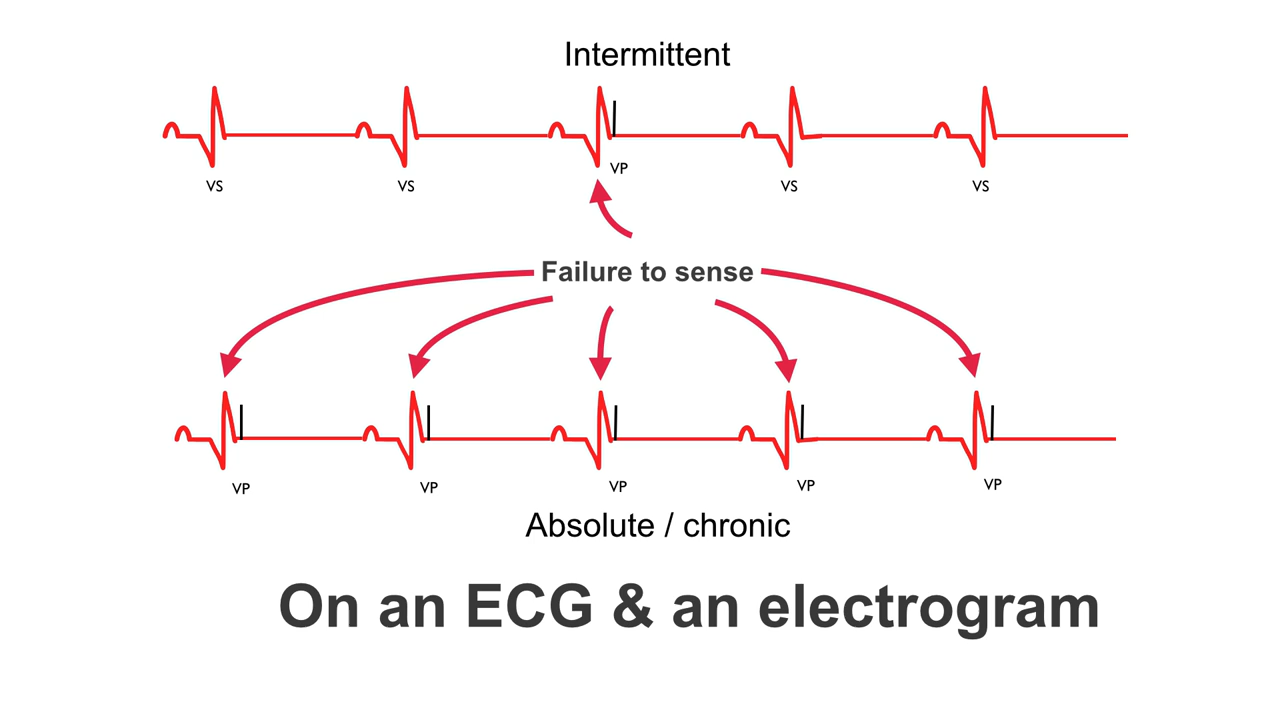 Intermittent
VS VS VP VS VS
Failure to sense
VP VP VP VP VP
Absolute / chronic
On an ECG & an electrogram